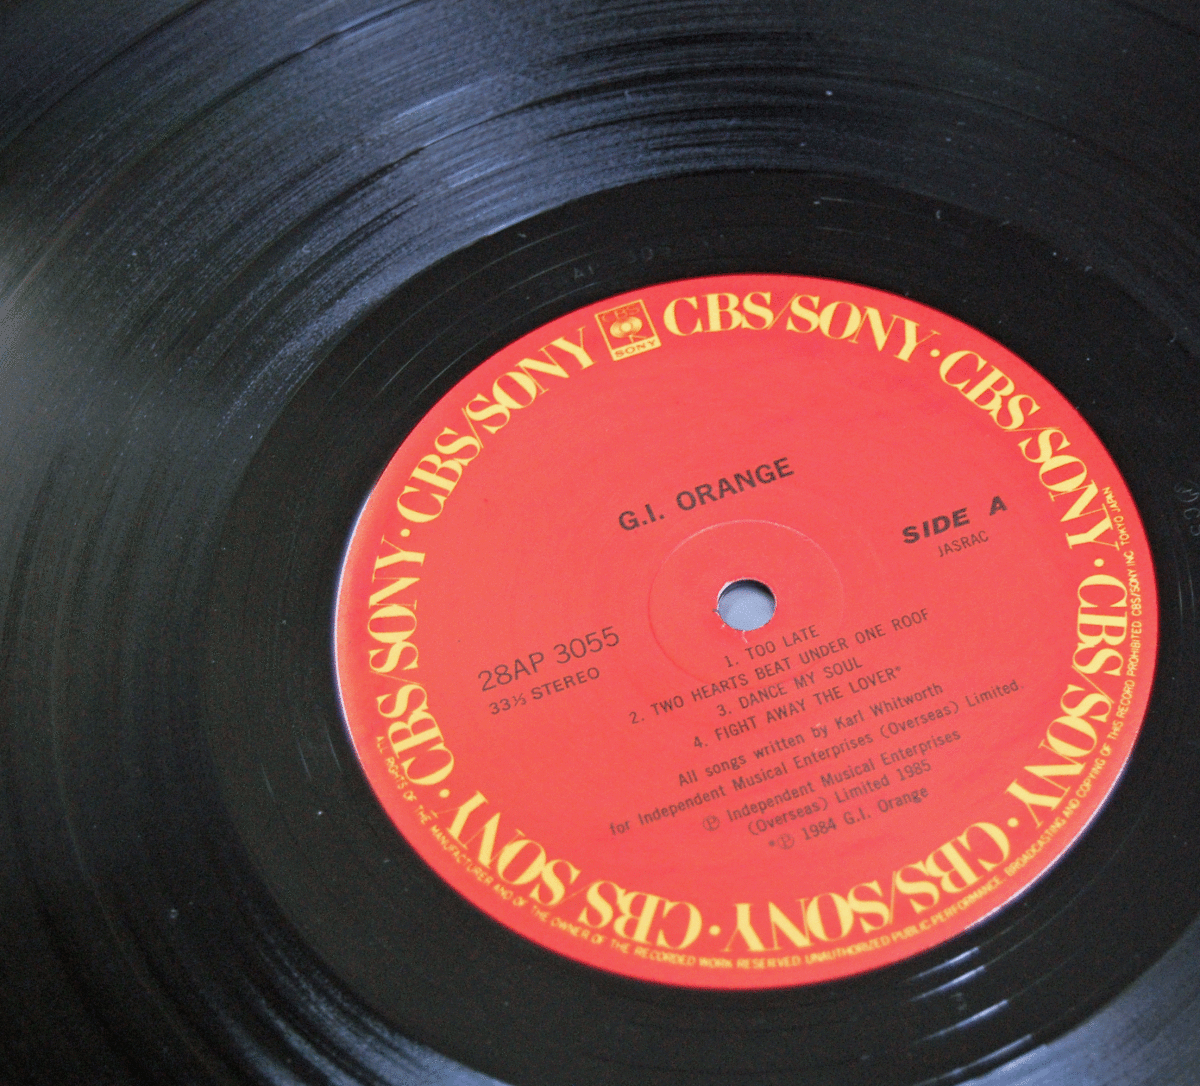 CBS
SONY
CBS/SONY · CBS/SONY · CBS/SONY · CBS/SONY · CBS/SONY · CBS/SONY · CBS/SONY · CBS/SONY
G.I. ORANGE
SIDE A
JASRAC
28AP 3055
33⅓ STEREO
1. TOO LATE
2. TWO HEARTS BEAT UNDER ONE ROOF
3. DANCE MY SOUL
4. FIGHT AWAY THE LOVER*
All songs written by Karl Whitworth
for Independent Musical Enterprises (Overseas) Limited
℗ Independent Musical Enterprises
(Overseas) Limited 1985
*℗ 1984 G.I. Orange
ALL RIGHTS OF THE MANUFACTURER AND OF THE OWNER OF THE RECORDED WORK RESERVED. UNAUTHORIZED PUBLIC PERFORMANCE, BROADCASTING AND COPYING OF THIS RECORD PROHIBITED. CBS/SONY INC. TOKYO JAPAN